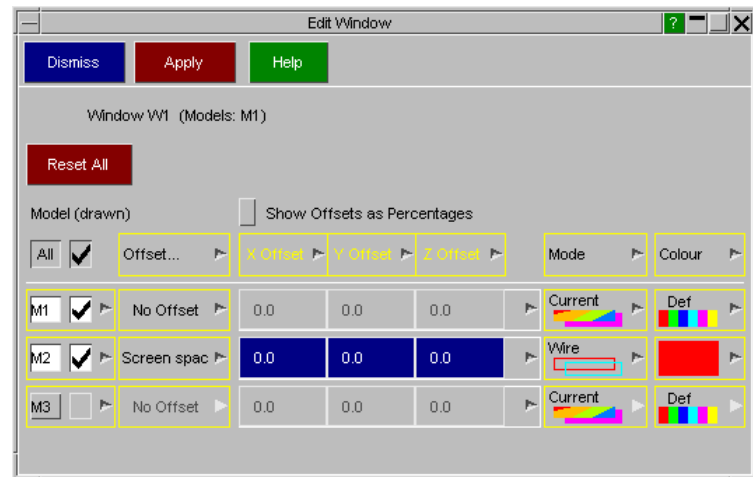 Edit Window ?
Dismiss Apply Help
Window W1 (Models: M1)
Reset All
Model (drawn) Show Offsets as Percentages
All Offset... X Offset Y Offset Z Offset Mode Colour
M1 No Offset 0.0 0.0 0.0 Current Def
M2 Screen spac 0.0 0.0 0.0 Wire
M3 No Offset 0.0 0.0 0.0 Current Def